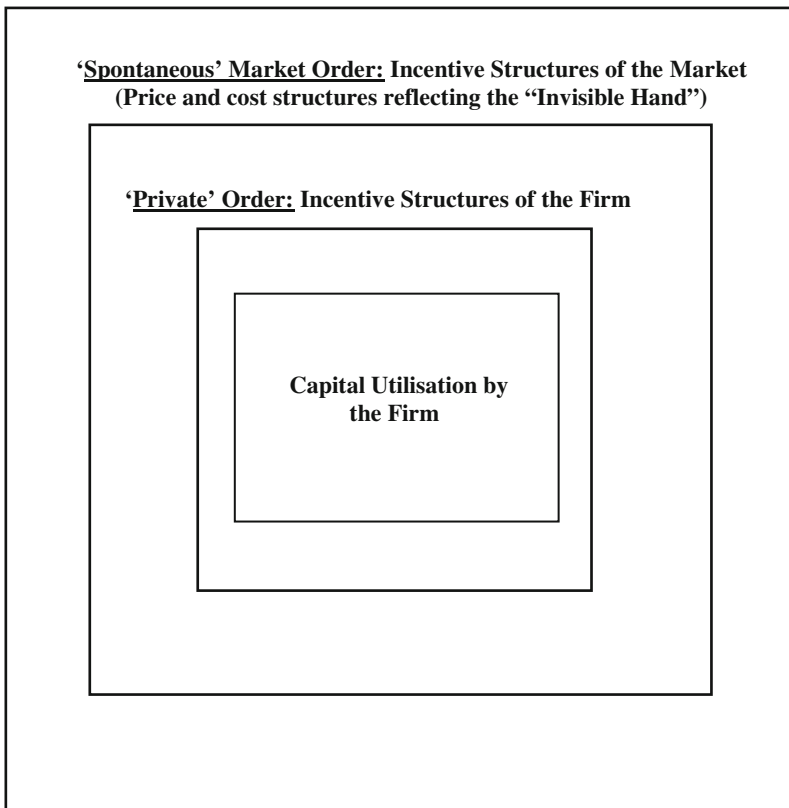 ‘Spontaneous’ Market Order: Incentive Structures of the Market
(Price and cost structures reflecting the “Invisible Hand”)
‘Private’ Order: Incentive Structures of the Firm
Capital Utilisation by
the Firm